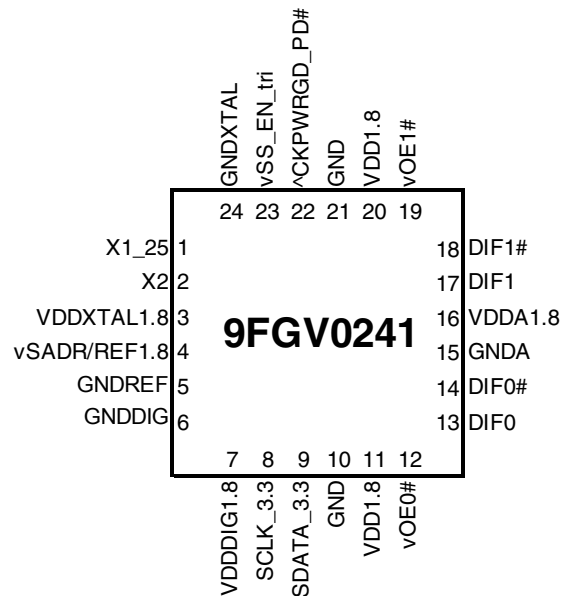 GNDXTAL
vSS_EN_tri
^CKPWRGD_PD#
GND
VDD1.8
vOE1#
24 23 22 21 20 19
X1_25 1
X2 2
VDDXTAL1.8 3
vSADR/REF1.8 4
GNDREF 5
GNDDIG 6
9FGV0241
18 DIF1#
17 DIF1
16 VDDA1.8
15 GNDA
14 DIF0#
13 DIF0
7 8 9 10 11 12
VDDDIG1.8
SCLK_3.3
SDATA_3.3
GND
VDD1.8
vOE0#